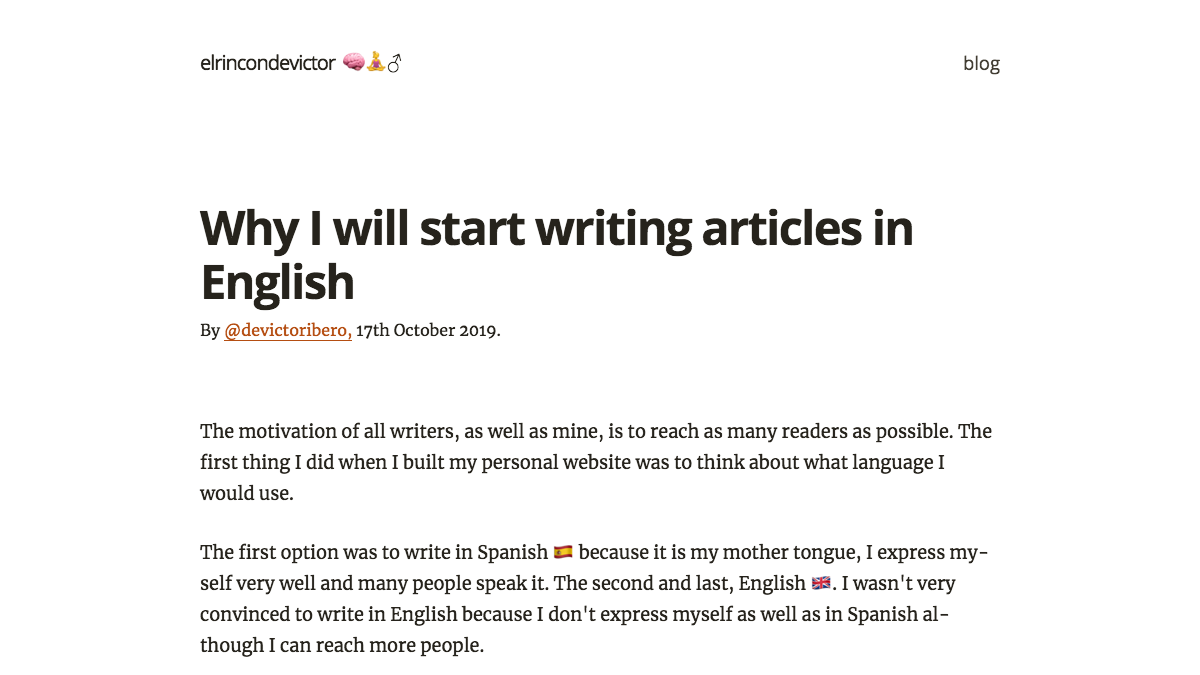 elrincondevictor 🧠🧘‍♂
blog
Why I will start writing articles in
English
By @devictoribero, 17th October 2019.
The motivation of all writers, as well as mine, is to reach as many readers as possible. The
first thing I did when I built my personal website was to think about what language I
would use.
The first option was to write in Spanish 🇪🇸 because it is my mother tongue, I express my-
self very well and many people speak it. The second and last, English 🇬🇧. I wasn't very
convinced to write in English because I don't express myself as well as in Spanish al-
though I can reach more people.